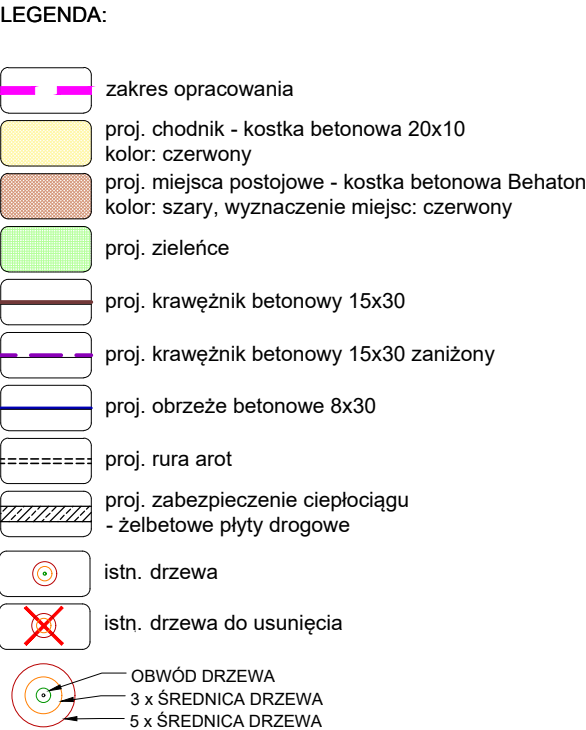 LEGENDA:
zakres opracowania
proj. chodnik - kostka betonowa 20x10
kolor: czerwony
proj. miejsca postojowe - kostka betonowa Behaton
kolor: szary, wyznaczenie miejsc: czerwony
proj. zieleńce
proj. krawężnik betonowy 15x30
proj. krawężnik betonowy 15x30 zaniżony
proj. obrzeże betonowe 8x30
proj. rura arot
proj. zabezpieczenie ciepłociągu
- żelbetowe płyty drogowe
istn. drzewa
istn. drzewa do usunięcia
OBWÓD DRZEWA
3 x ŚREDNICA DRZEWA
5 x ŚREDNICA DRZEWA